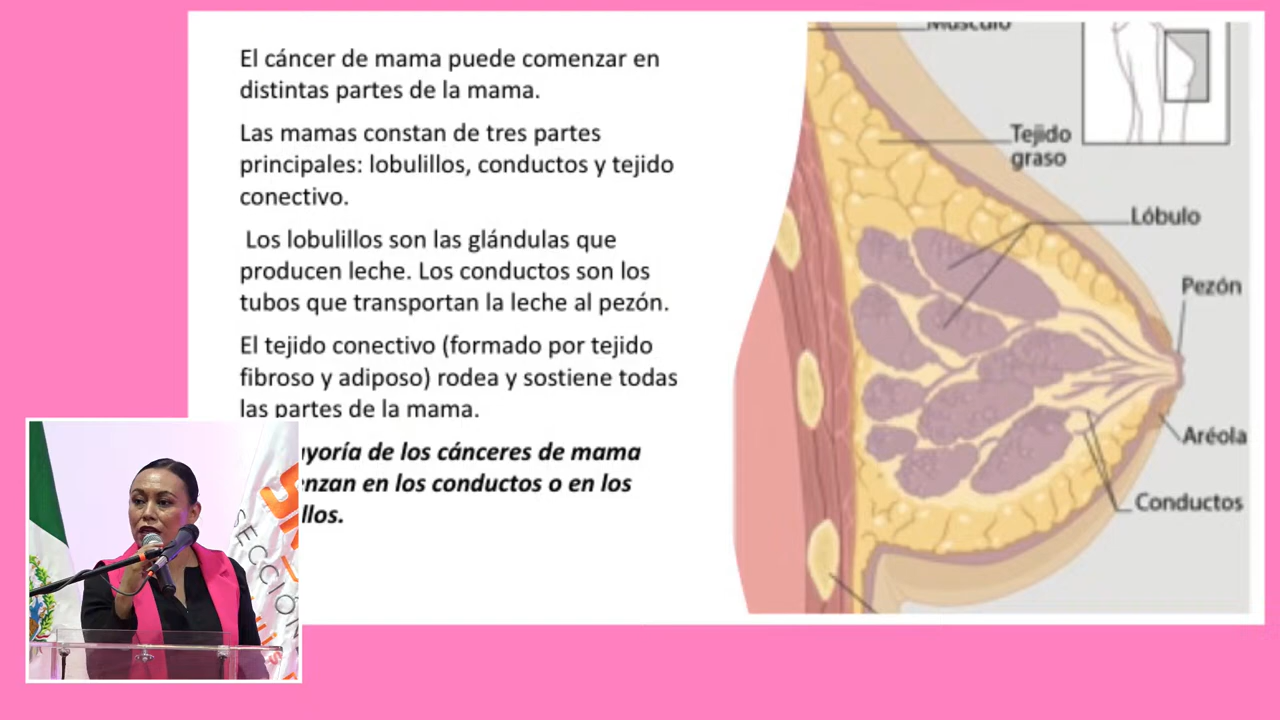 El cáncer de mama puede comenzar en
distintas partes de la mama.
Las mamas constan de tres partes
principales: lobulillos, conductos y tejido
conectivo.
Los lobulillos son las glándulas que
producen leche. Los conductos son los
tubos que transportan la leche al pezón.
El tejido conectivo (formado por tejido
fibroso y adiposo) rodea y sostiene todas
las partes de la mama.
de los cánceres de mama
en los conductos o en los
Músculo
Tejido
graso
Lóbulo
Pezón
Aréola
Conductos
SECCIÓN